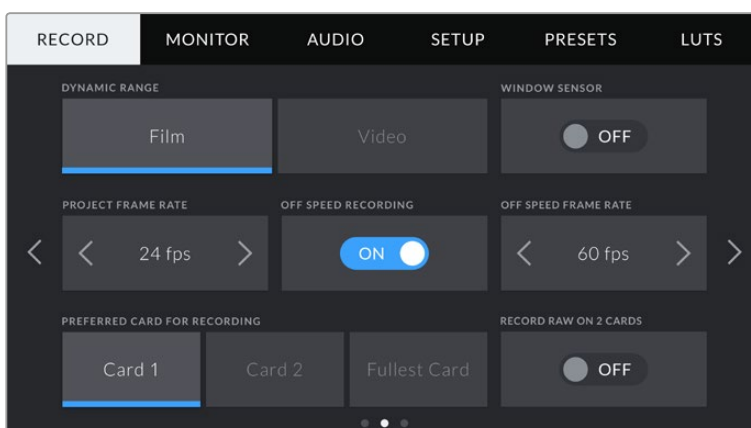 RECORD MONITOR AUDIO SETUP PRESETS LUTS
DYNAMIC RANGE WINDOW SENSOR
Film Video OFF
PROJECT FRAME RATE OFF SPEED RECORDING OFF SPEED FRAME RATE
24 fps ON 60 fps
PREFERRED CARD FOR RECORDING RECORD RAW ON 2 CARDS
Card 1 Card 2 Fullest Card OFF